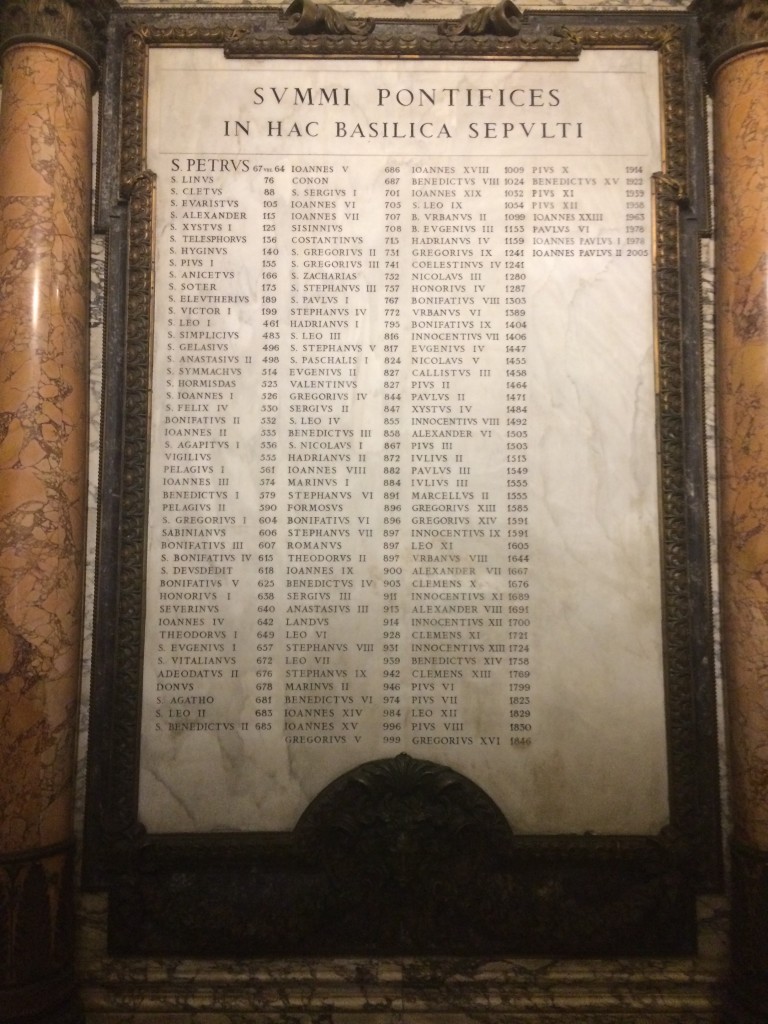 SVMMI PONTIFICES
IN HAC BASILICA SEPVLTI
S. PETRVS 67 vel 64
S. LINVS 76
S. CLETVS 88
S. EVARISTVS 105
S. ALEXANDER 115
S. XYSTVS I 125
S. TELESPHORVS 136
S. HYGINVS 140
S. PIVS I 155
S. ANICETVS 166
S. SOTER 175
S. ELEVTHERIVS 189
S. VICTOR I 199
S. LEO I 461
S. SIMPLICIVS 483
S. GELASIVS 496
S. ANASTASIVS II 498
S. SYMMACHVS 514
S. HORMISDAS 523
S. IOANNES I 526
S. FELIX IV 530
BONIFATIVS II 532
IOANNES II 535
S. AGAPITVS I 536
VIGILIVS 555
PELAGIVS I 561
IOANNES III 574
BENEDICTVS I 579
PELAGIVS II 590
S. GREGORIVS I 604
SABINIANVS 606
BONIFATIVS III 607
S. BONIFATIVS IV 615
S. DEVSDEDIT 618
BONIFATIVS V 625
HONORIVS I 638
SEVERINVS 640
IOANNES IV 642
THEODORVS I 649
S. EVGENIVS I 657
S. VITALIANVS 672
ADEODATVS II 676
DONVS 678
S. AGATHO 681
S. LEO II 683
S. BENEDICTVS II 685
IOANNES V 686
CONON 687
S. SERGIVS I 701
IOANNES VI 705
IOANNES VII 707
SISINNIVS 708
COSTANTINVS 715
S. GREGORIVS II 731
S. GREGORIVS III 741
S. ZACHARIAS 752
S. STEPHANVS III 757
S. PAVLVS I 767
STEPHANVS IV 772
HADRIANVS I 795
S. LEO III 816
S. STEPHANVS V 817
S. PASCHALIS I 824
EVGENIVS II 827
VALENTINVS 827
GREGORIVS IV 844
SERGIVS II 847
S. LEO IV 855
BENEDICTVS III 858
S. NICOLAVS I 867
HADRIANVS II 872
IOANNES VIII 882
MARINVS I 884
STEPHANVS VI 891
FORMOSVS 896
BONIFATIVS VI 896
STEPHANVS VII 897
ROMANVS 897
THEODORVS II 897
IOANNES IX 900
BENEDICTVS IV 903
SERGIVS III 911
ANASTASIVS III 913
LANDVS 914
LEO VI 928
STEPHANVS VIII 931
LEO VII 939
STEPHANVS IX 942
MARINVS II 946
BENEDICTVS VI 974
IOANNES XIV 984
IOANNES XV 996
GREGORIVS V 999
IOANNES XVIII 1009
BENEDICTVS VIII 1024
IOANNES XIX 1032
S. LEO IX 1054
B. VRBANVS II 1099
B. EVGENIVS III 1153
HADRIANVS IV 1159
GREGORIVS IX 1241
COELESTINVS IV 1241
NICOLAVS III 1280
HONORIVS IV 1287
BONIFATIVS VIII 1303
VRBANVS VI 1389
BONIFATIVS IX 1404
INNOCENTIVS VII 1406
EVGENIVS IV 1447
NICOLAVS V 1455
CALLISTVS III 1458
PIVS II 1464
PAVLVS II 1471
XYSTVS IV 1484
INNOCENTIVS VIII 1492
ALEXANDER VI 1503
PIVS III 1503
IVLIVS II 1513
PAVLVS III 1549
IVLIVS III 1555
MARCELLVS II 1555
GREGORIVS XIII 1585
GREGORIVS XIV 1591
INNOCENTIVS IX 1591
LEO XI 1605
VRBANVS VIII 1644
ALEXANDER VII 1667
CLEMENS X 1676
INNOCENTIVS XI 1689
ALEXANDER VIII 1691
INNOCENTIVS XII 1700
CLEMENS XI 1721
INNOCENTIVS XIII 1724
BENEDICTVS XIV 1758
CLEMENS XIII 1769
PIVS VI 1799
PIVS VII 1823
LEO XII 1829
PIVS VIII 1830
GREGORIVS XVI 1846
PIVS X 1914
BENEDICTVS XV 1922
PIVS XI 1939
PIVS XII 1958
IOANNES XXIII 1963
PAVLVS VI 1978
IOANNES PAVLVS I 1978
IOANNES PAVLVS II 2005